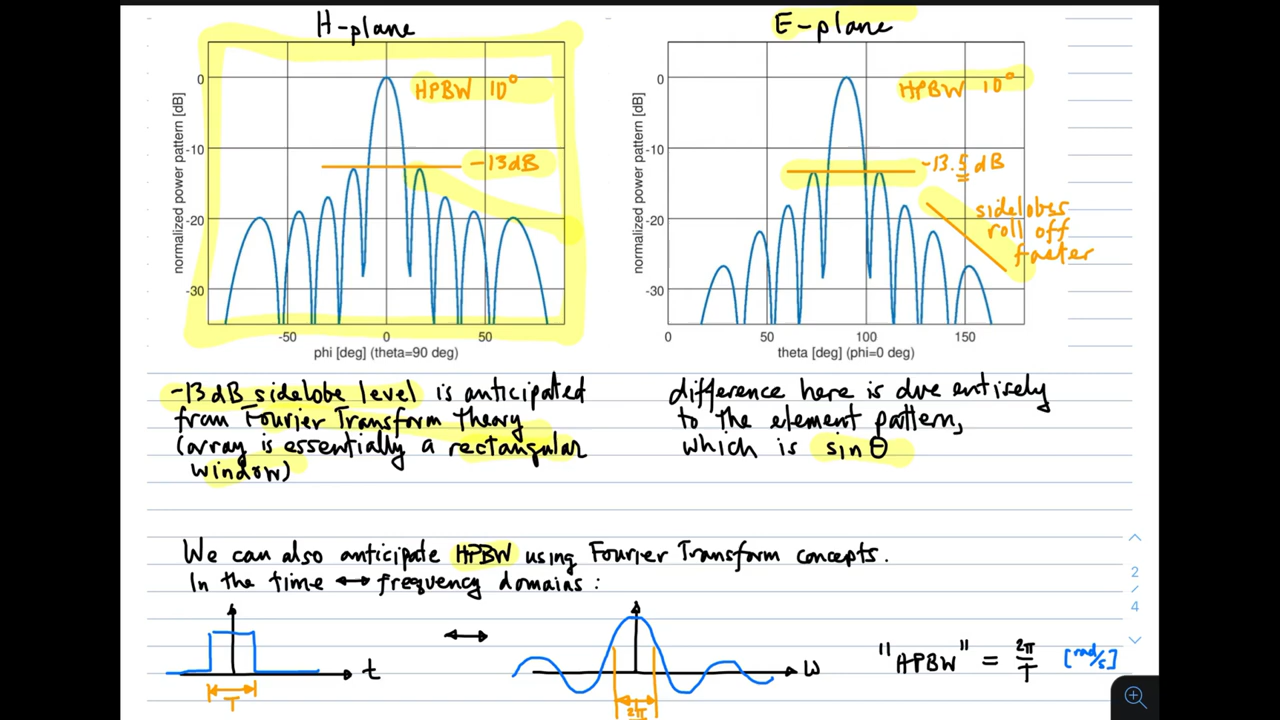 H-plane
E-plane
0
-10
-20
-30
normalized power pattern [dB]
HPBW 10°
-13dB
-50
0
50
phi [deg] (theta=90 deg)
0
-10
-20
-30
normalized power pattern [dB]
HPBW 10°
-13.5 dB
sidelobes
roll off
faster
0
50
100
150
theta [deg] (phi=0 deg)
-13dB sidelobe level is anticipated
from Fourier Transform theory
(array is essentially a rectangular
window)
difference here is due entirely
to the element pattern,
which is sin θ
We can also anticipate HPBW using Fourier Transform concepts.
In the time ↔ frequency domains:
t
T
↔
ω
2π
"HPBW" = 2π/T [rad/s]
2
/
4